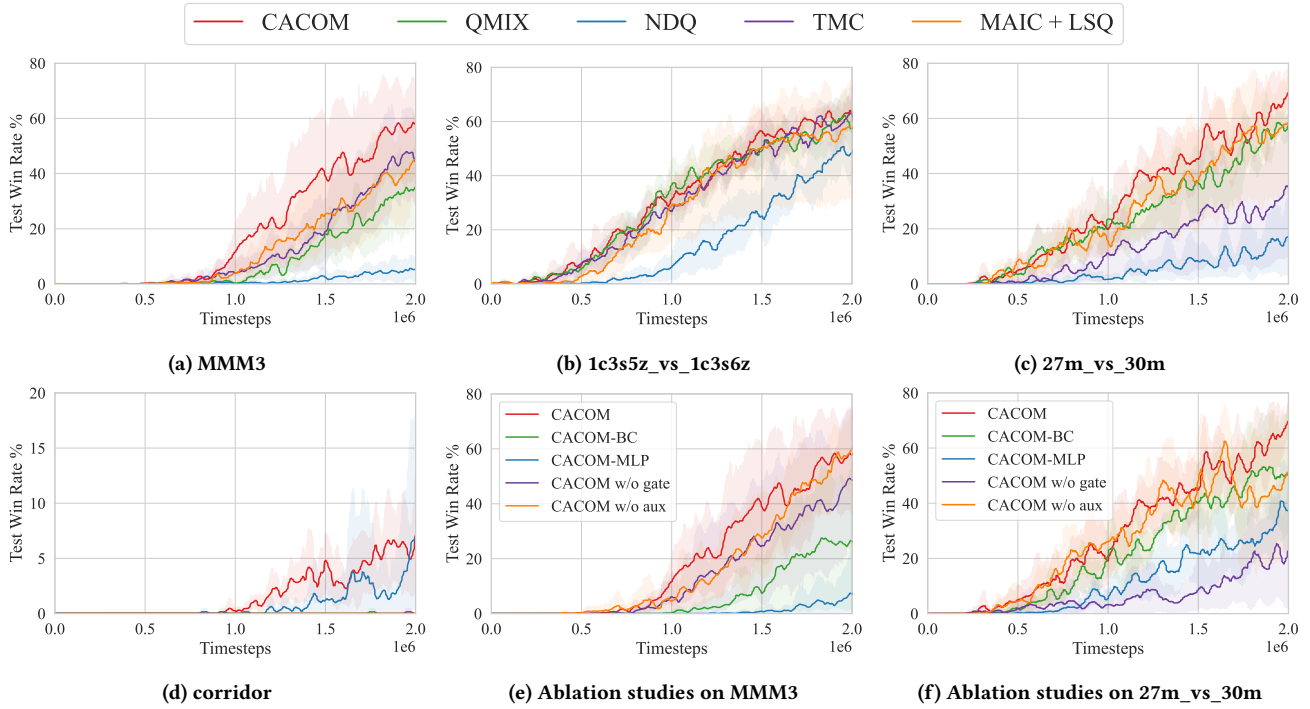 CACOM QMIX NDQ TMC MAIC + LSQ
Test Win Rate %
80
60
40
20
0
0.0 0.5 1.0 1.5 2.0
Timesteps
1e6
(a) MMM3
Test Win Rate %
80
60
40
20
0
0.0 0.5 1.0 1.5 2.0
Timesteps
1e6
(b) 1c3s5z_vs_1c3s6z
Test Win Rate %
80
60
40
20
0
0.0 0.5 1.0 1.5 2.0
Timesteps
1e6
(c) 27m_vs_30m
Test Win Rate %
20
15
10
5
0
0.0 0.5 1.0 1.5 2.0
Timesteps
1e6
(d) corridor
Test Win Rate %
80
60
40
20
0
CACOM
CACOM-BC
CACOM-MLP
CACOM w/o gate
CACOM w/o aux
0.0 0.5 1.0 1.5 2.0
Timesteps
1e6
(e) Ablation studies on MMM3
Test Win Rate %
80
60
40
20
0
CACOM
CACOM-BC
CACOM-MLP
CACOM w/o gate
CACOM w/o aux
0.0 0.5 1.0 1.5 2.0
Timesteps
1e6
(f) Ablation studies on 27m_vs_30m